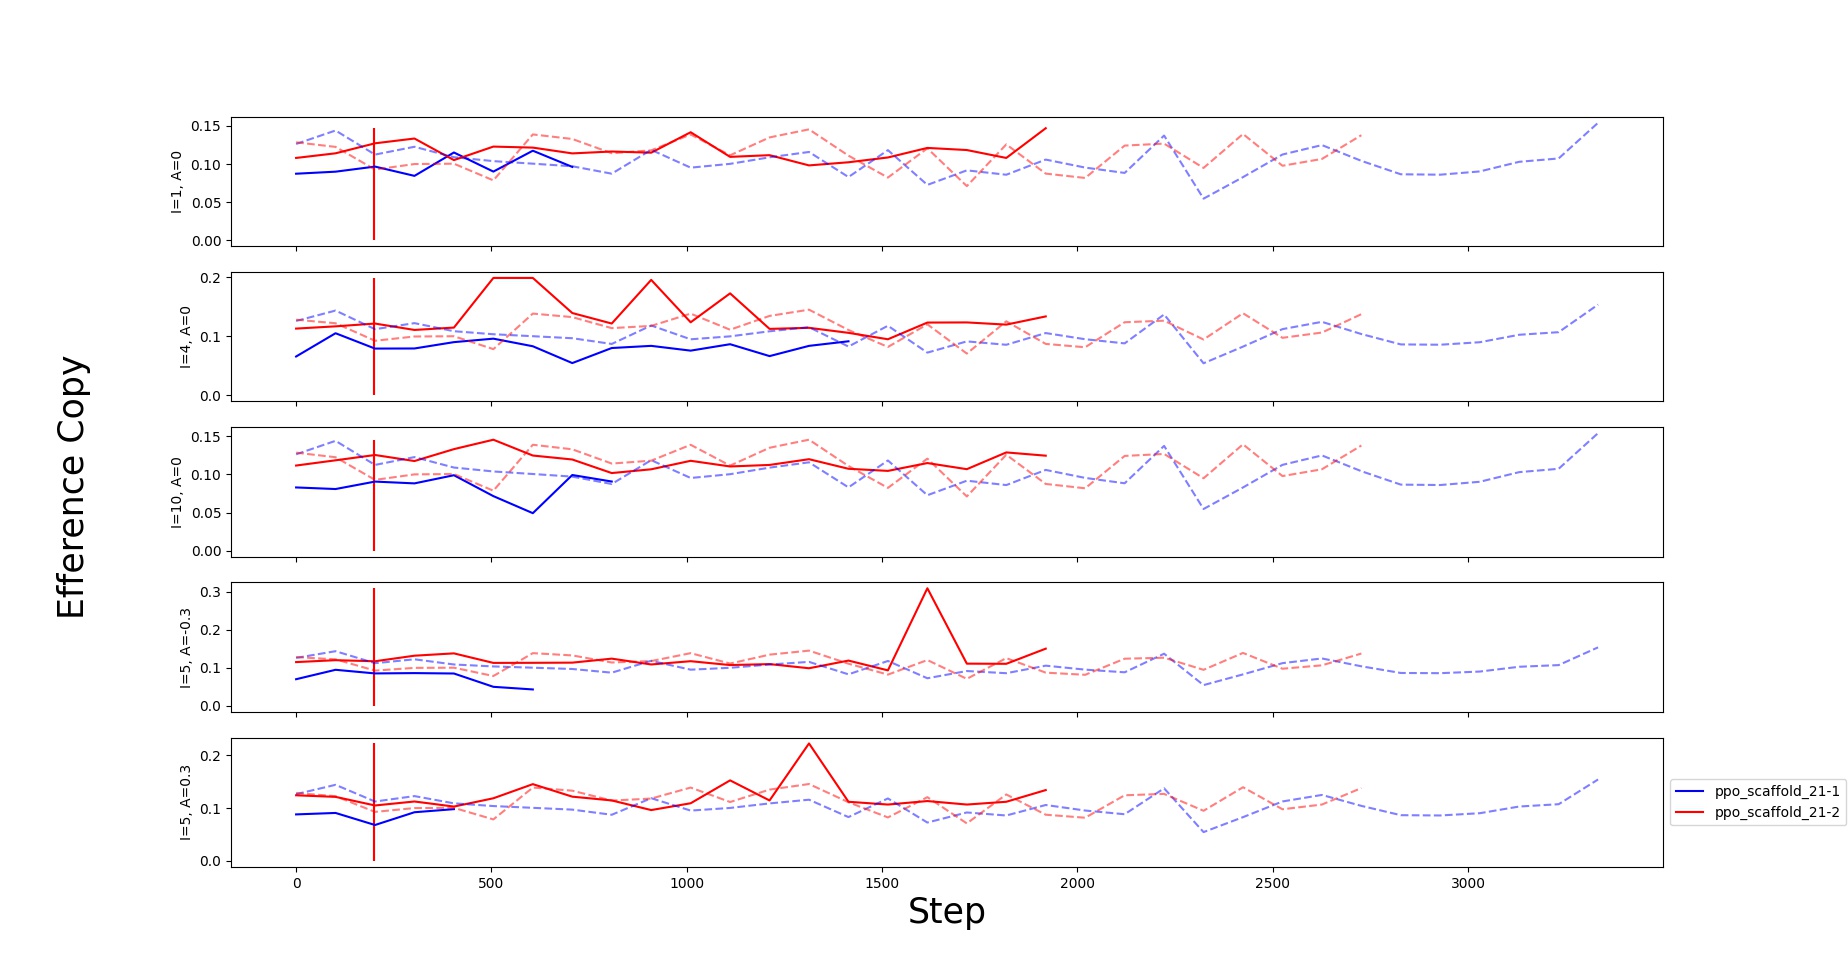 Efference Copy
I=1, A=0
0.15
0.10
0.05
0.00
I=4, A=0
0.2
0.1
0.0
I=10, A=0
0.15
0.10
0.05
0.00
I=5, A=-0.3
0.3
0.2
0.1
0.0
I=5, A=0.3
0.2
0.1
0.0
0 500 1000 1500 2000 2500 3000
Step
ppo_scaffold_21-1
ppo_scaffold_21-2